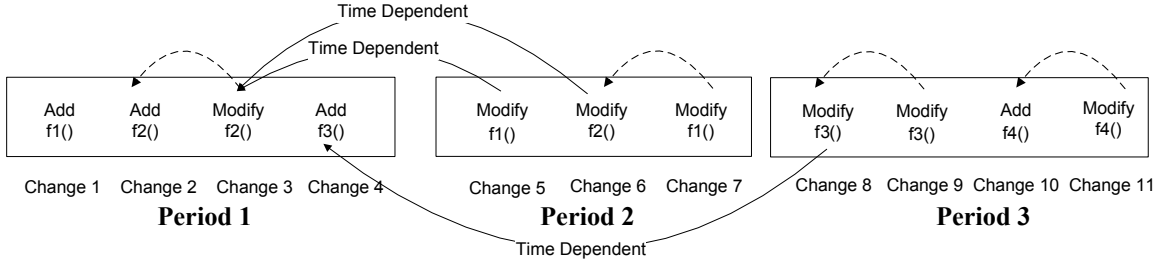 Time Dependent
Time Dependent
Add Add Modify Add
f1() f2() f2() f3()
Modify Modify Modify
f1() f2() f1()
Modify Modify Add Modify
f3() f3() f4() f4()
Change 1 Change 2 Change 3 Change 4
Change 5 Change 6 Change 7
Change 8 Change 9 Change 10 Change 11
Period 1 Period 2 Period 3
Time Dependent